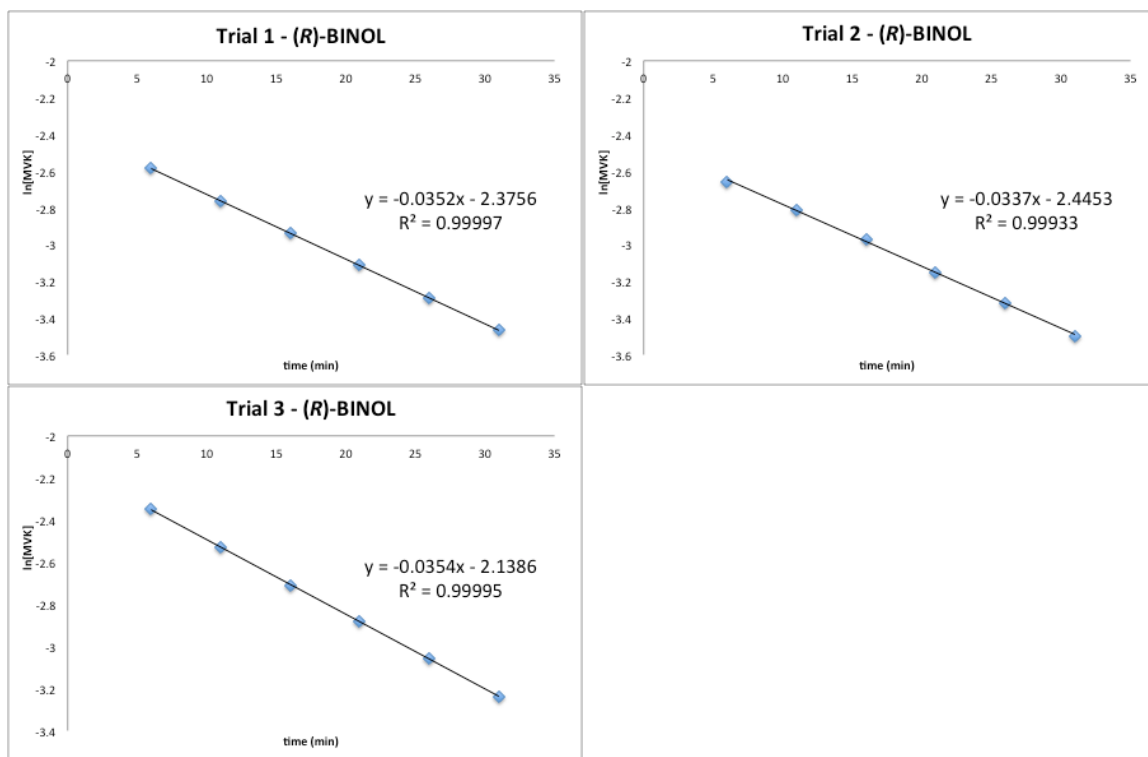 Trial 1 - (R)-BINOL
-2
0 5 10 15 20 25 30 35
-2.2
-2.4
-2.6
-2.8
-3
-3.2
-3.4
-3.6
ln[MVK]
y = -0.0352x - 2.3756
R² = 0.99997
time (min)
Trial 2 - (R)-BINOL
-2
0 5 10 15 20 25 30 35
-2.2
-2.4
-2.6
-2.8
-3
-3.2
-3.4
-3.6
ln[MVK]
y = -0.0337x - 2.4453
R² = 0.99933
time (min)
Trial 3 - (R)-BINOL
-2
0 5 10 15 20 25 30 35
-2.2
-2.4
-2.6
-2.8
-3
-3.2
-3.4
ln[MVK]
y = -0.0354x - 2.1386
R² = 0.99995
time (min)